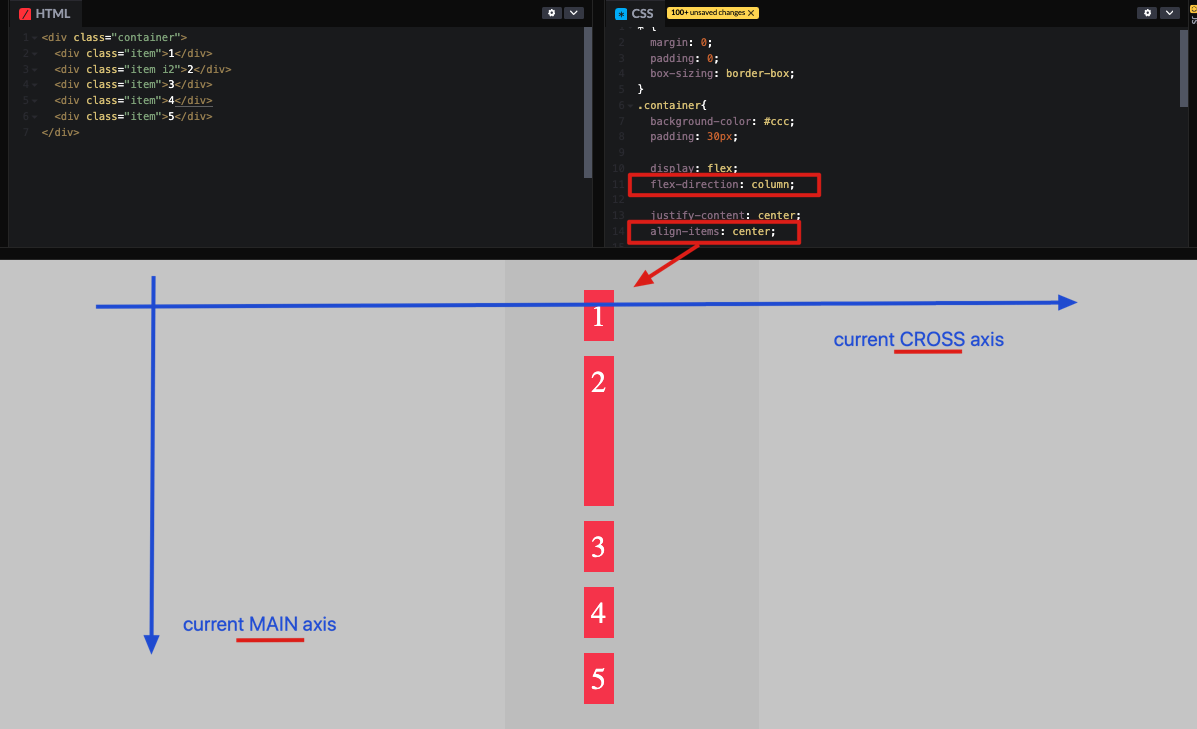 HTML
1 <div class="container">
2 <div class="item">1</div>
3 <div class="item i2">2</div>
4 <div class="item">3</div>
5 <div class="item">4</div>
6 <div class="item">5</div>
7 </div>
CSS
100+ unsaved changes ✕
1 * {
2 margin: 0;
3 padding: 0;
4 box-sizing: border-box;
5 }
6 .container{
7 background-color: #ccc;
8 padding: 30px;
9
10 display: flex;
11 flex-direction: column;
12
13 justify-content: center;
14 align-items: center;
1
current CROSS axis
2
3
4
current MAIN axis
5